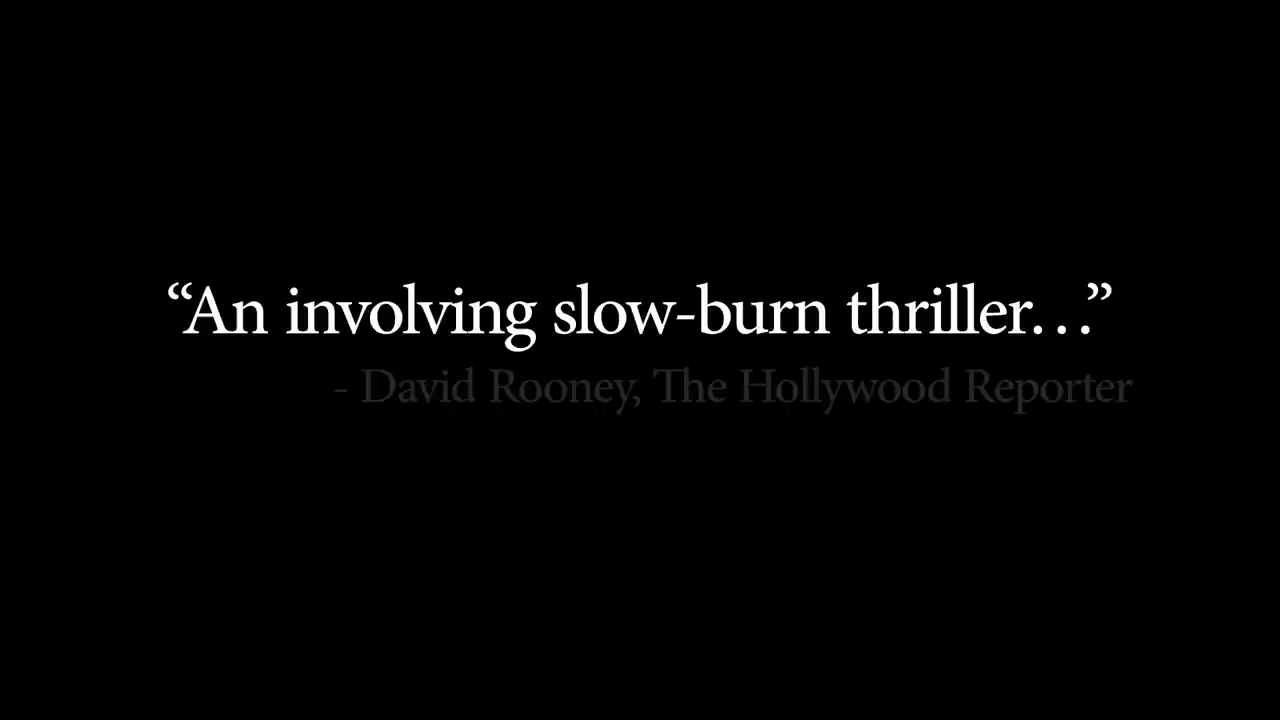 “An involving slow-burn thriller…”
- David Rooney, The Hollywood Reporter